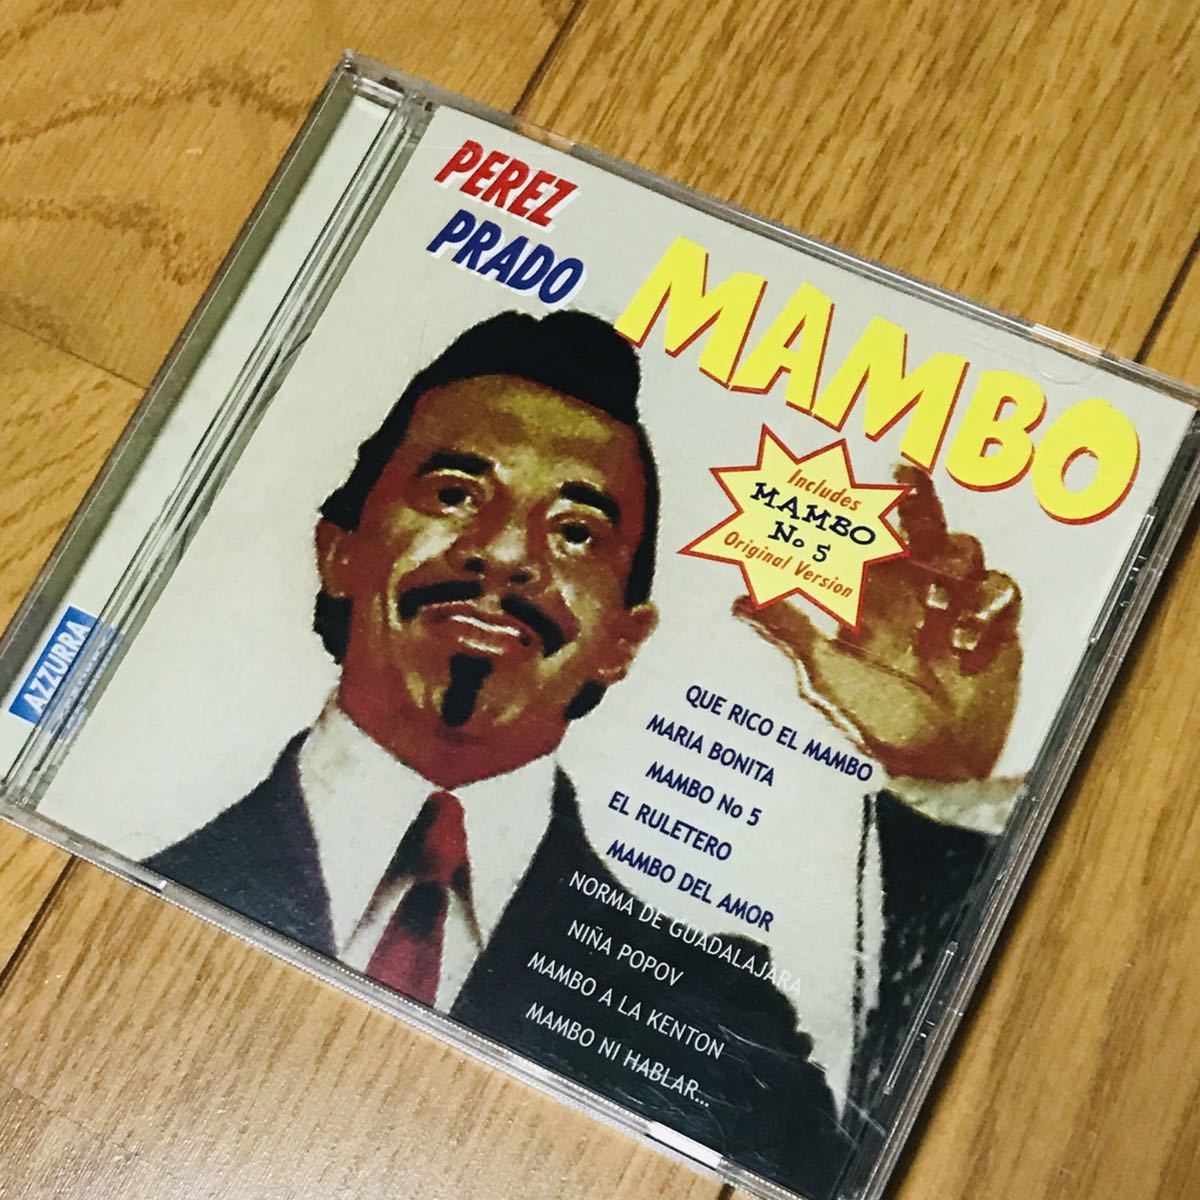 PEREZ
PRADO
MAMBO
Includes
MAMBO
No 5
Original Version
AZZURRA
QUE RICO EL MAMBO
MARIA BONITA
MAMBO No 5
EL RULETERO
MAMBO DEL AMOR
NORMA DE GUADALAJARA
NIÑA POPOV
MAMBO A LA KENTON
MAMBO NI HABLAR...